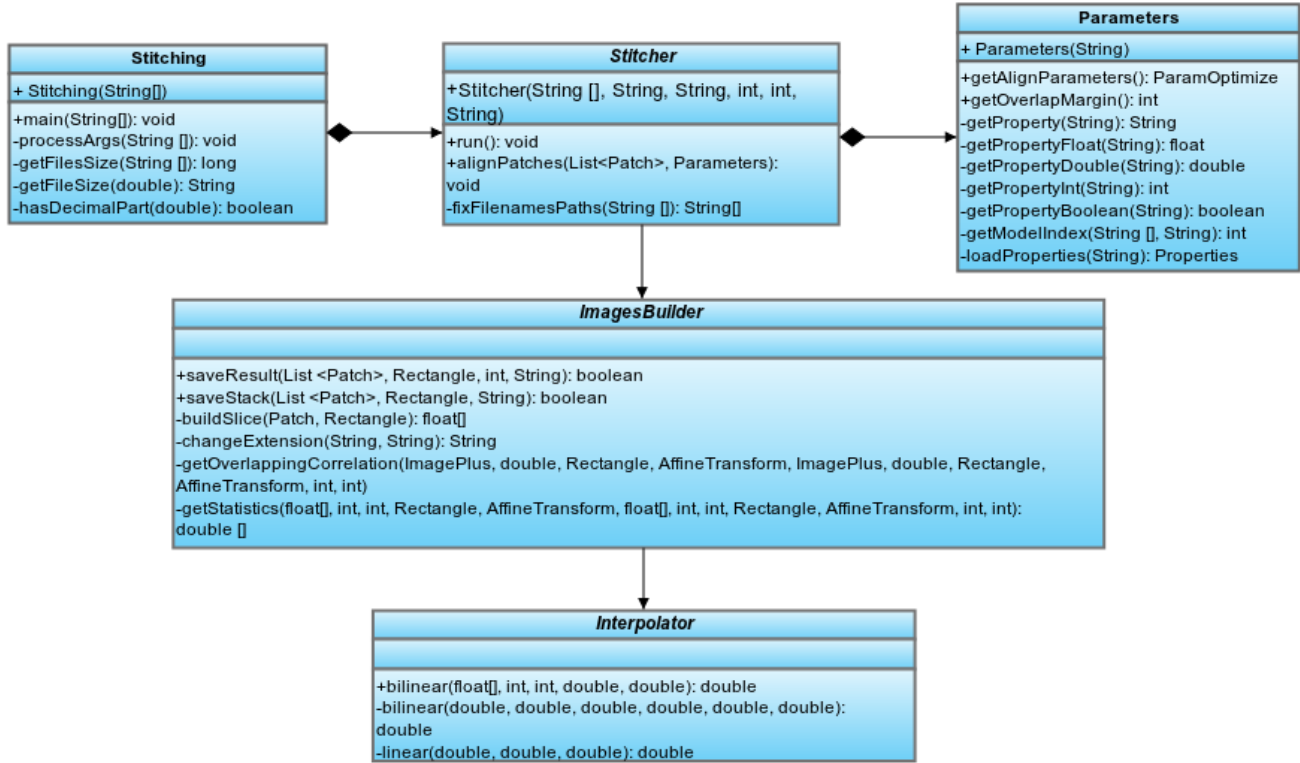 Stitching
+ Stitching(String[])
+main(String[]): void
-processArgs(String []): void
-getFilesSize(String []): long
-getFileSize(double): String
-hasDecimalPart(double): boolean
Stitcher
+Stitcher(String [], String, String, int, int,
String)
+run(): void
+alignPatches(List<Patch>, Parameters):
void
-fixFilenamesPaths(String []): String[]
Parameters
+ Parameters(String)
+getAlignParameters(): ParamOptimize
+getOverlapMargin(): int
-getProperty(String): String
-getPropertyFloat(String): float
-getPropertyDouble(String): double
-getPropertyInt(String): int
-getPropertyBoolean(String): boolean
-getModelIndex(String [], String): int
-loadProperties(String): Properties
ImagesBuilder
+saveResult(List <Patch>, Rectangle, int, String): boolean
+saveStack(List <Patch>, Rectangle, String): boolean
-buildSlice(Patch, Rectangle): float[]
-changeExtension(String, String): String
-getOverlappingCorrelation(ImagePlus, double, Rectangle, AffineTransform, ImagePlus, double, Rectangle,
AffineTransform, int, int)
-getStatistics(float[], int, int, Rectangle, AffineTransform, float[], int, int, Rectangle, AffineTransform, int, int):
double []
Interpolator
+bilinear(float[], int, int, double, double): double
-bilinear(double, double, double, double, double, double):
double
-linear(double, double, double): double